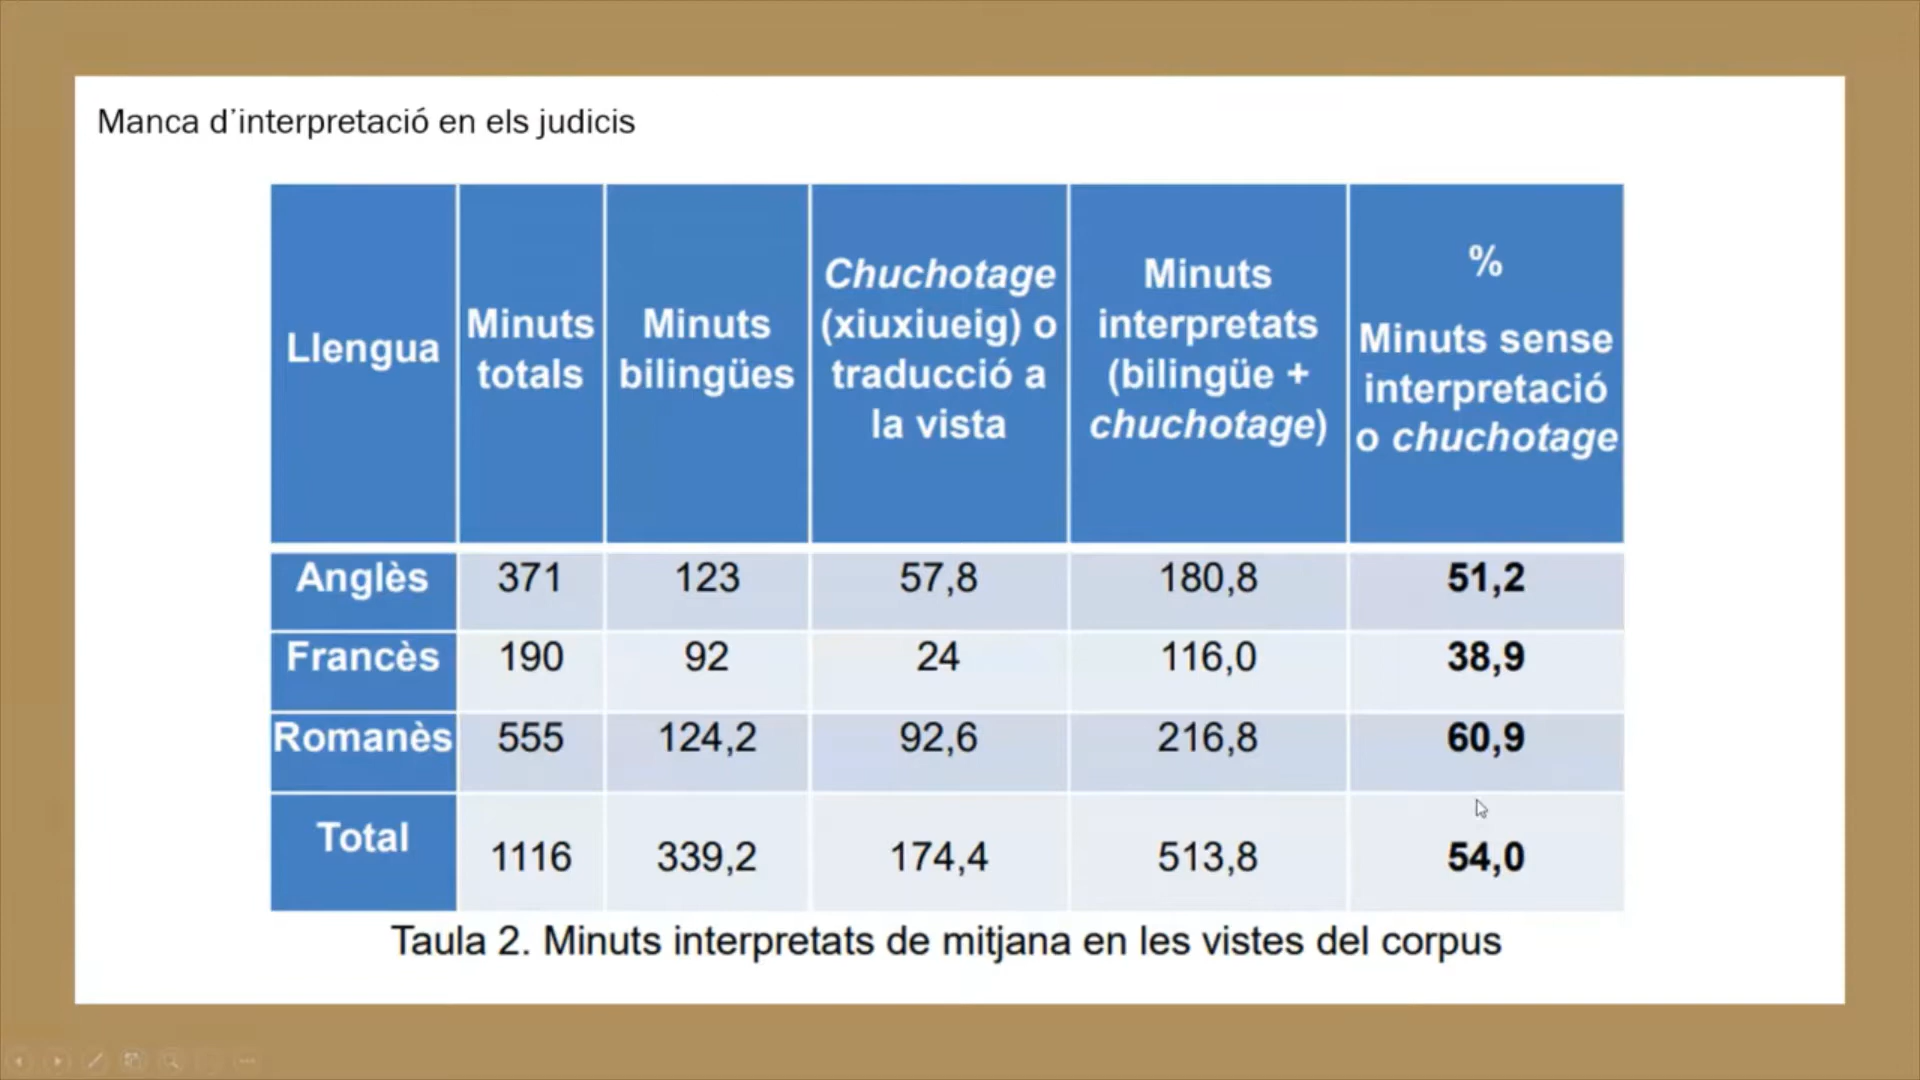 Manca d’interpretació en els judicis
Llengua
Minuts
totals
Minuts
bilingües
Chuchotage
(xiuxiueig) o
traducció a
la vista
Minuts
interpretats
(bilingüe +
chuchotage)
%
Minuts sense
interpretació
o chuchotage
Anglès 371 123 57,8 180,8 51,2
Francès 190 92 24 116,0 38,9
Romanès 555 124,2 92,6 216,8 60,9
Total 1116 339,2 174,4 513,8 54,0
Taula 2. Minuts interpretats de mitjana en les vistes del corpus